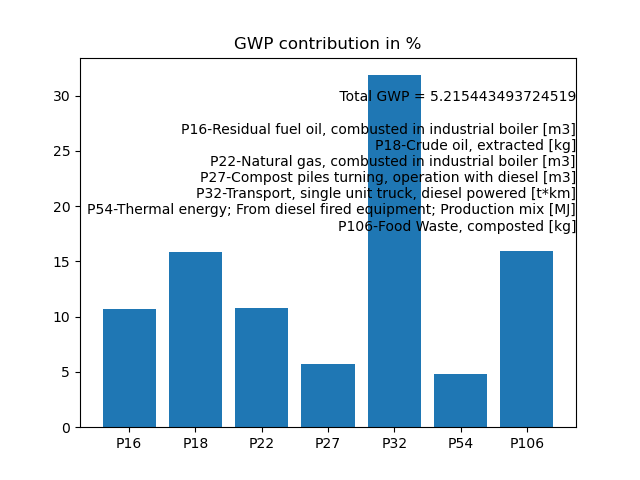 GWP contribution in %
30
25
20
15
10
5
0
Total GWP = 5.215443493724519
P16-Residual fuel oil, combusted in industrial boiler [m3]
P18-Crude oil, extracted [kg]
P22-Natural gas, combusted in industrial boiler [m3]
P27-Compost piles turning, operation with diesel [m3]
P32-Transport, single unit truck, diesel powered [t*km]
P54-Thermal energy; From diesel fired equipment; Production mix [MJ]
P106-Food Waste, composted [kg]
P16 P18 P22 P27 P32 P54 P106